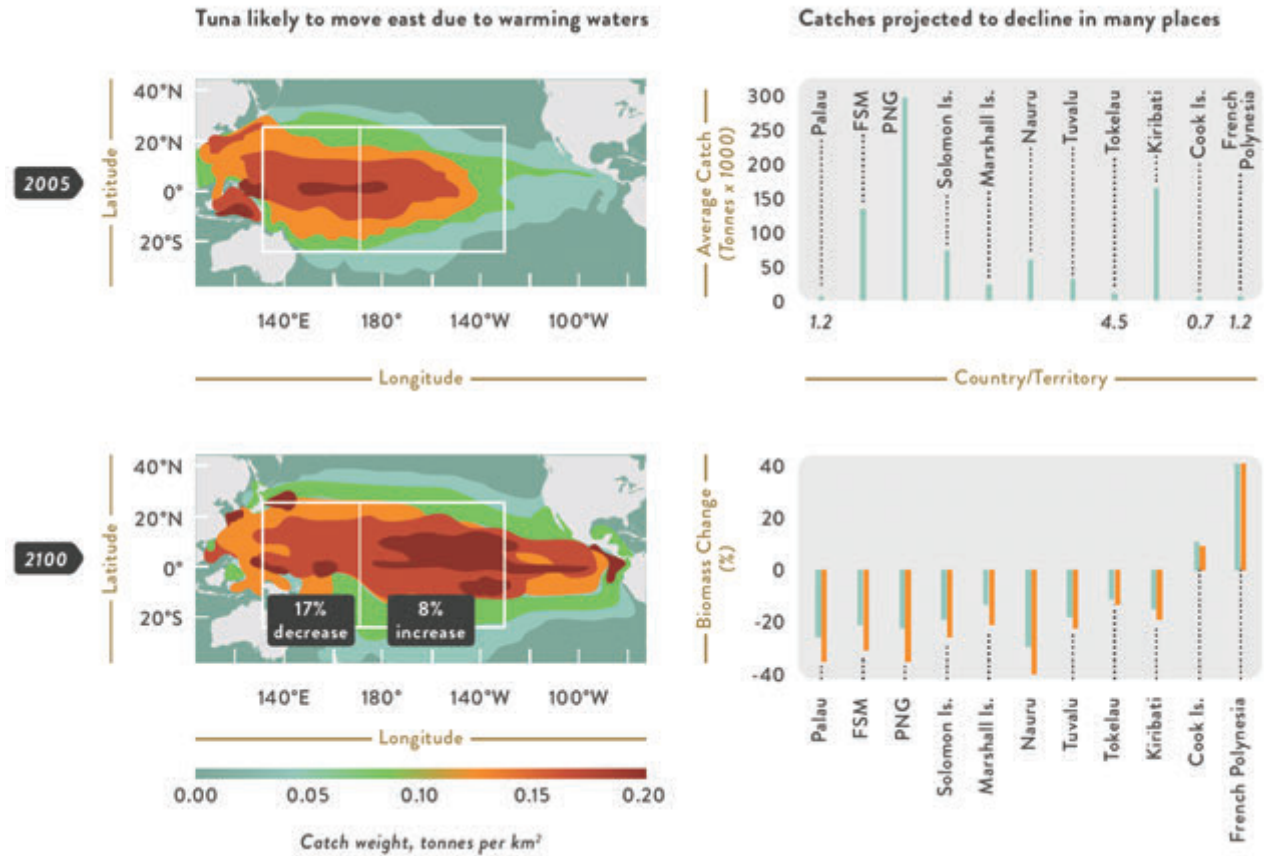 Tuna likely to move east due to warming waters
Catches projected to decline in many places
2005
Latitude
40°N
20°N
0°
20°S
140°E 180° 140°W 100°W
Longitude
Average Catch
(Tonnes x 1000)
300
250
200
150
100
50
0
Palau
FSM
PNG
Solomon Is.
Marshall Is.
Nauru
Tuvalu
Tokelau
Kiribati
Cook Is.
French
Polynesia
1.2 4.5 0.7 1.2
Country/Territory
2100
Latitude
40°N
20°N
0°
20°S
17%
decrease
8%
increase
140°E 180° 140°W 100°W
Longitude
0.00 0.05 0.10 0.15 0.20
Catch weight, tonnes per km²
Biomass Change
(%)
40
20
0
-20
-40
Palau
FSM
PNG
Solomon Is.
Marshall Is.
Nauru
Tuvalu
Tokelau
Kiribati
Cook Is.
French Polynesia